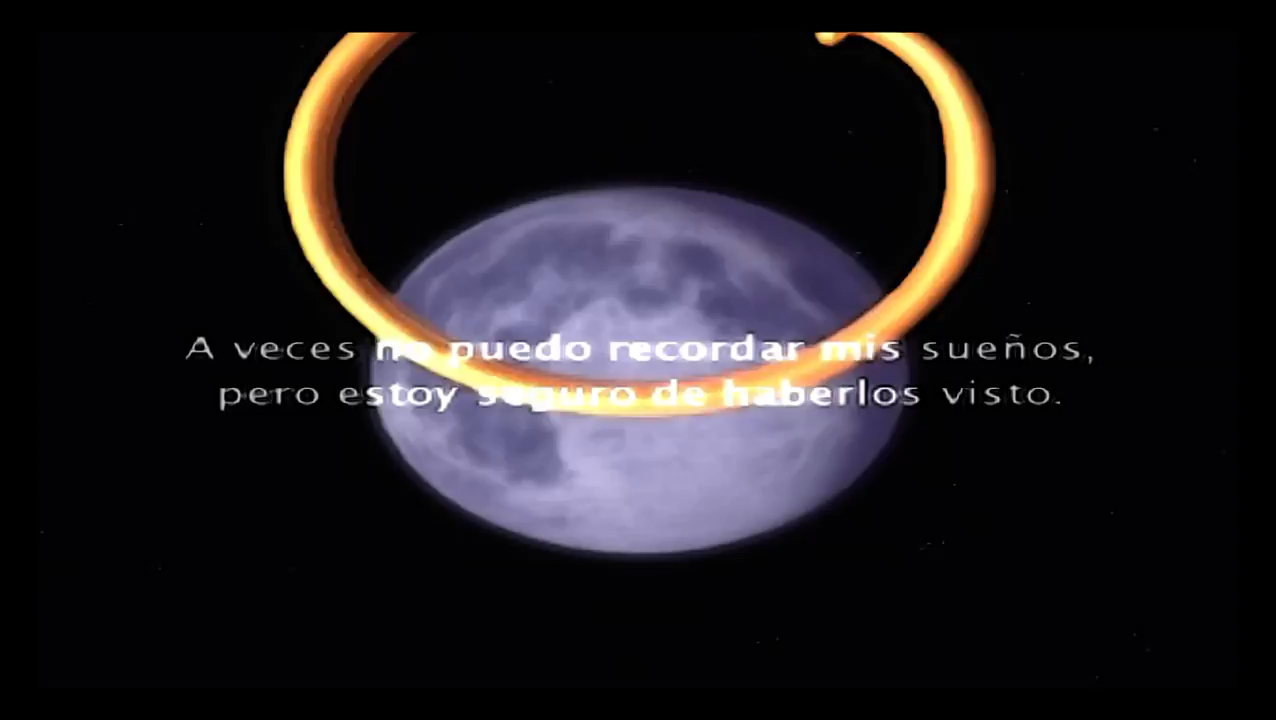 A veces no puedo recordar mis sueños,
pero estoy seguro de haberlos visto.